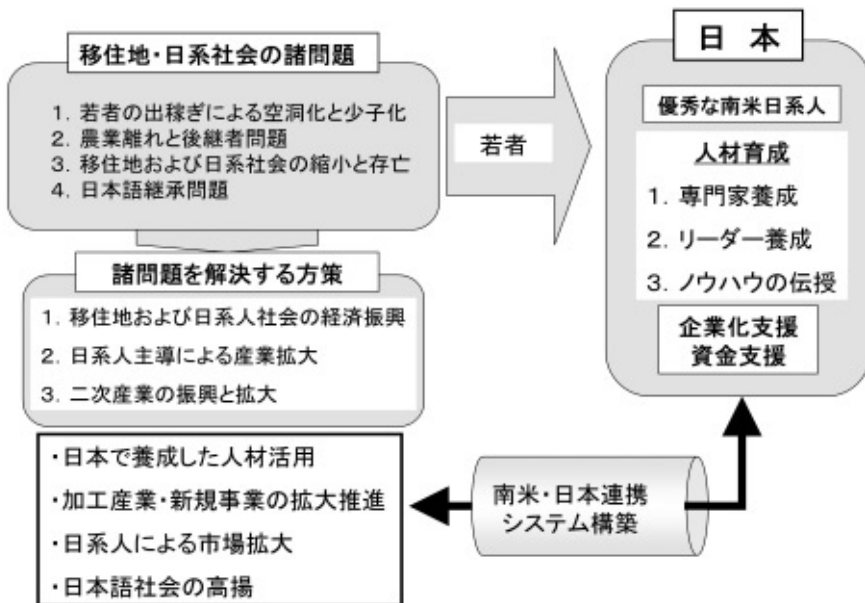 移住地・日系社会の諸問題
1. 若者の出稼ぎによる空洞化と少子化
2. 農業離れと後継者問題
3. 移住地および日系社会の縮小と存亡
4. 日本語継承問題
若者
日 本
優秀な南米日系人
人材育成
1. 専門家養成
2. リーダー養成
3. ノウハウの伝授
企業化支援
資金支援
諸問題を解決する方策
1. 移住地および日系人社会の経済振興
2. 日系人主導による産業拡大
3. 二次産業の振興と拡大
・日本で養成した人材活用
・加工産業・新規事業の拡大推進
・日系人による市場拡大
・日本語社会の高揚
南米・日本連携
システム構築